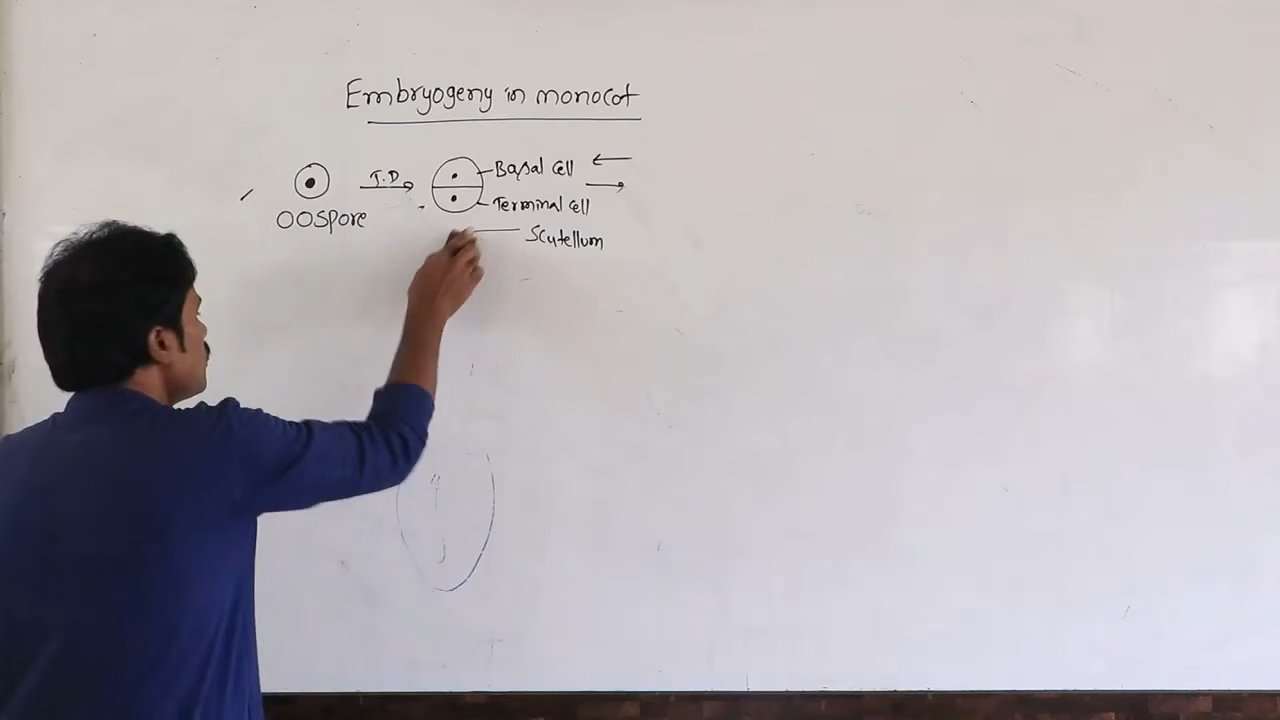 Embryogeny in monocot
T.D
Basal cell
Terminal cell
OOSpore
Scutellum